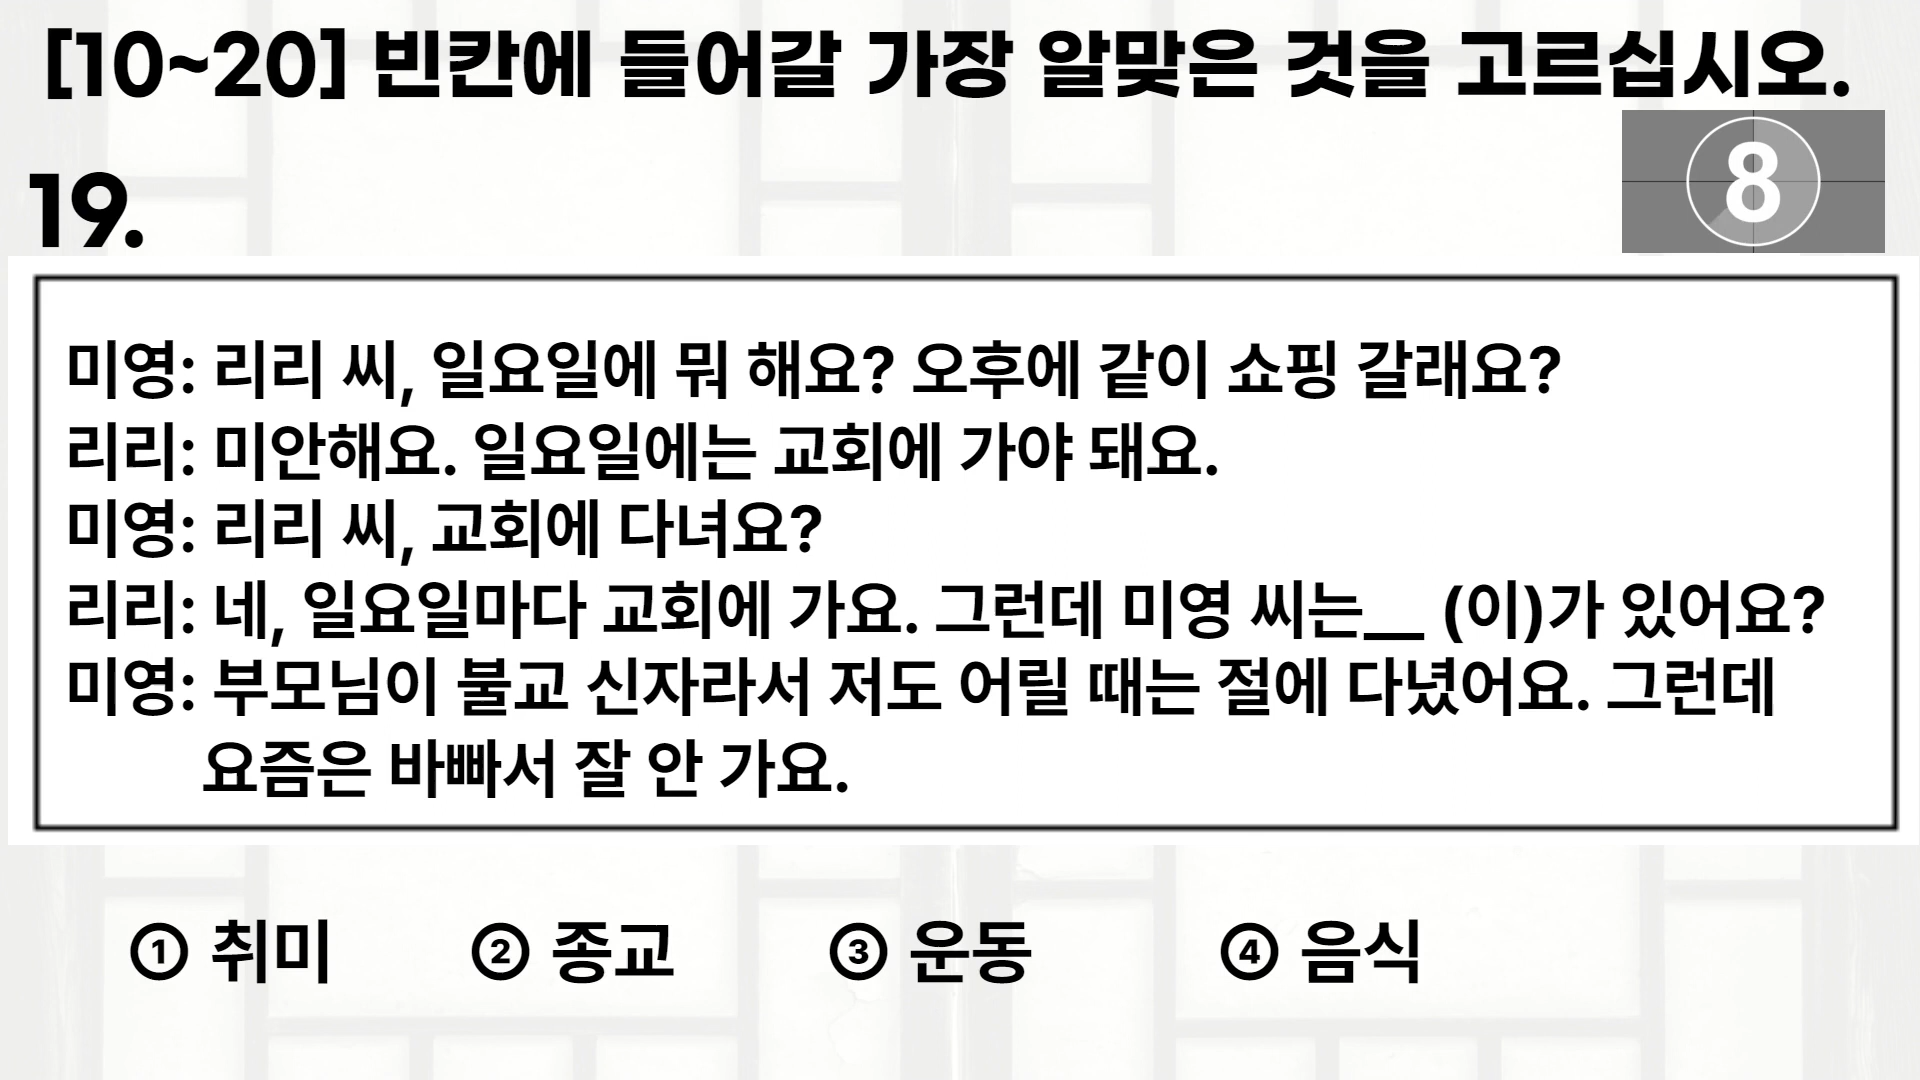 [10~20] 빈칸에 들어갈 가장 알맞은 것을 고르십시오.
8
19.
미영: 리리 씨, 일요일에 뭐 해요? 오후에 같이 쇼핑 갈래요?
리리: 미안해요. 일요일에는 교회에 가야 돼요.
미영: 리리 씨, 교회에 다녀요?
리리: 네, 일요일마다 교회에 가요. 그런데 미영 씨는__ (이)가 있어요?
미영: 부모님이 불교 신자라서 저도 어릴 때는 절에 다녔어요. 그런데
요즘은 바빠서 잘 안 가요.
① 취미 ② 종교 ③ 운동 ④ 음식